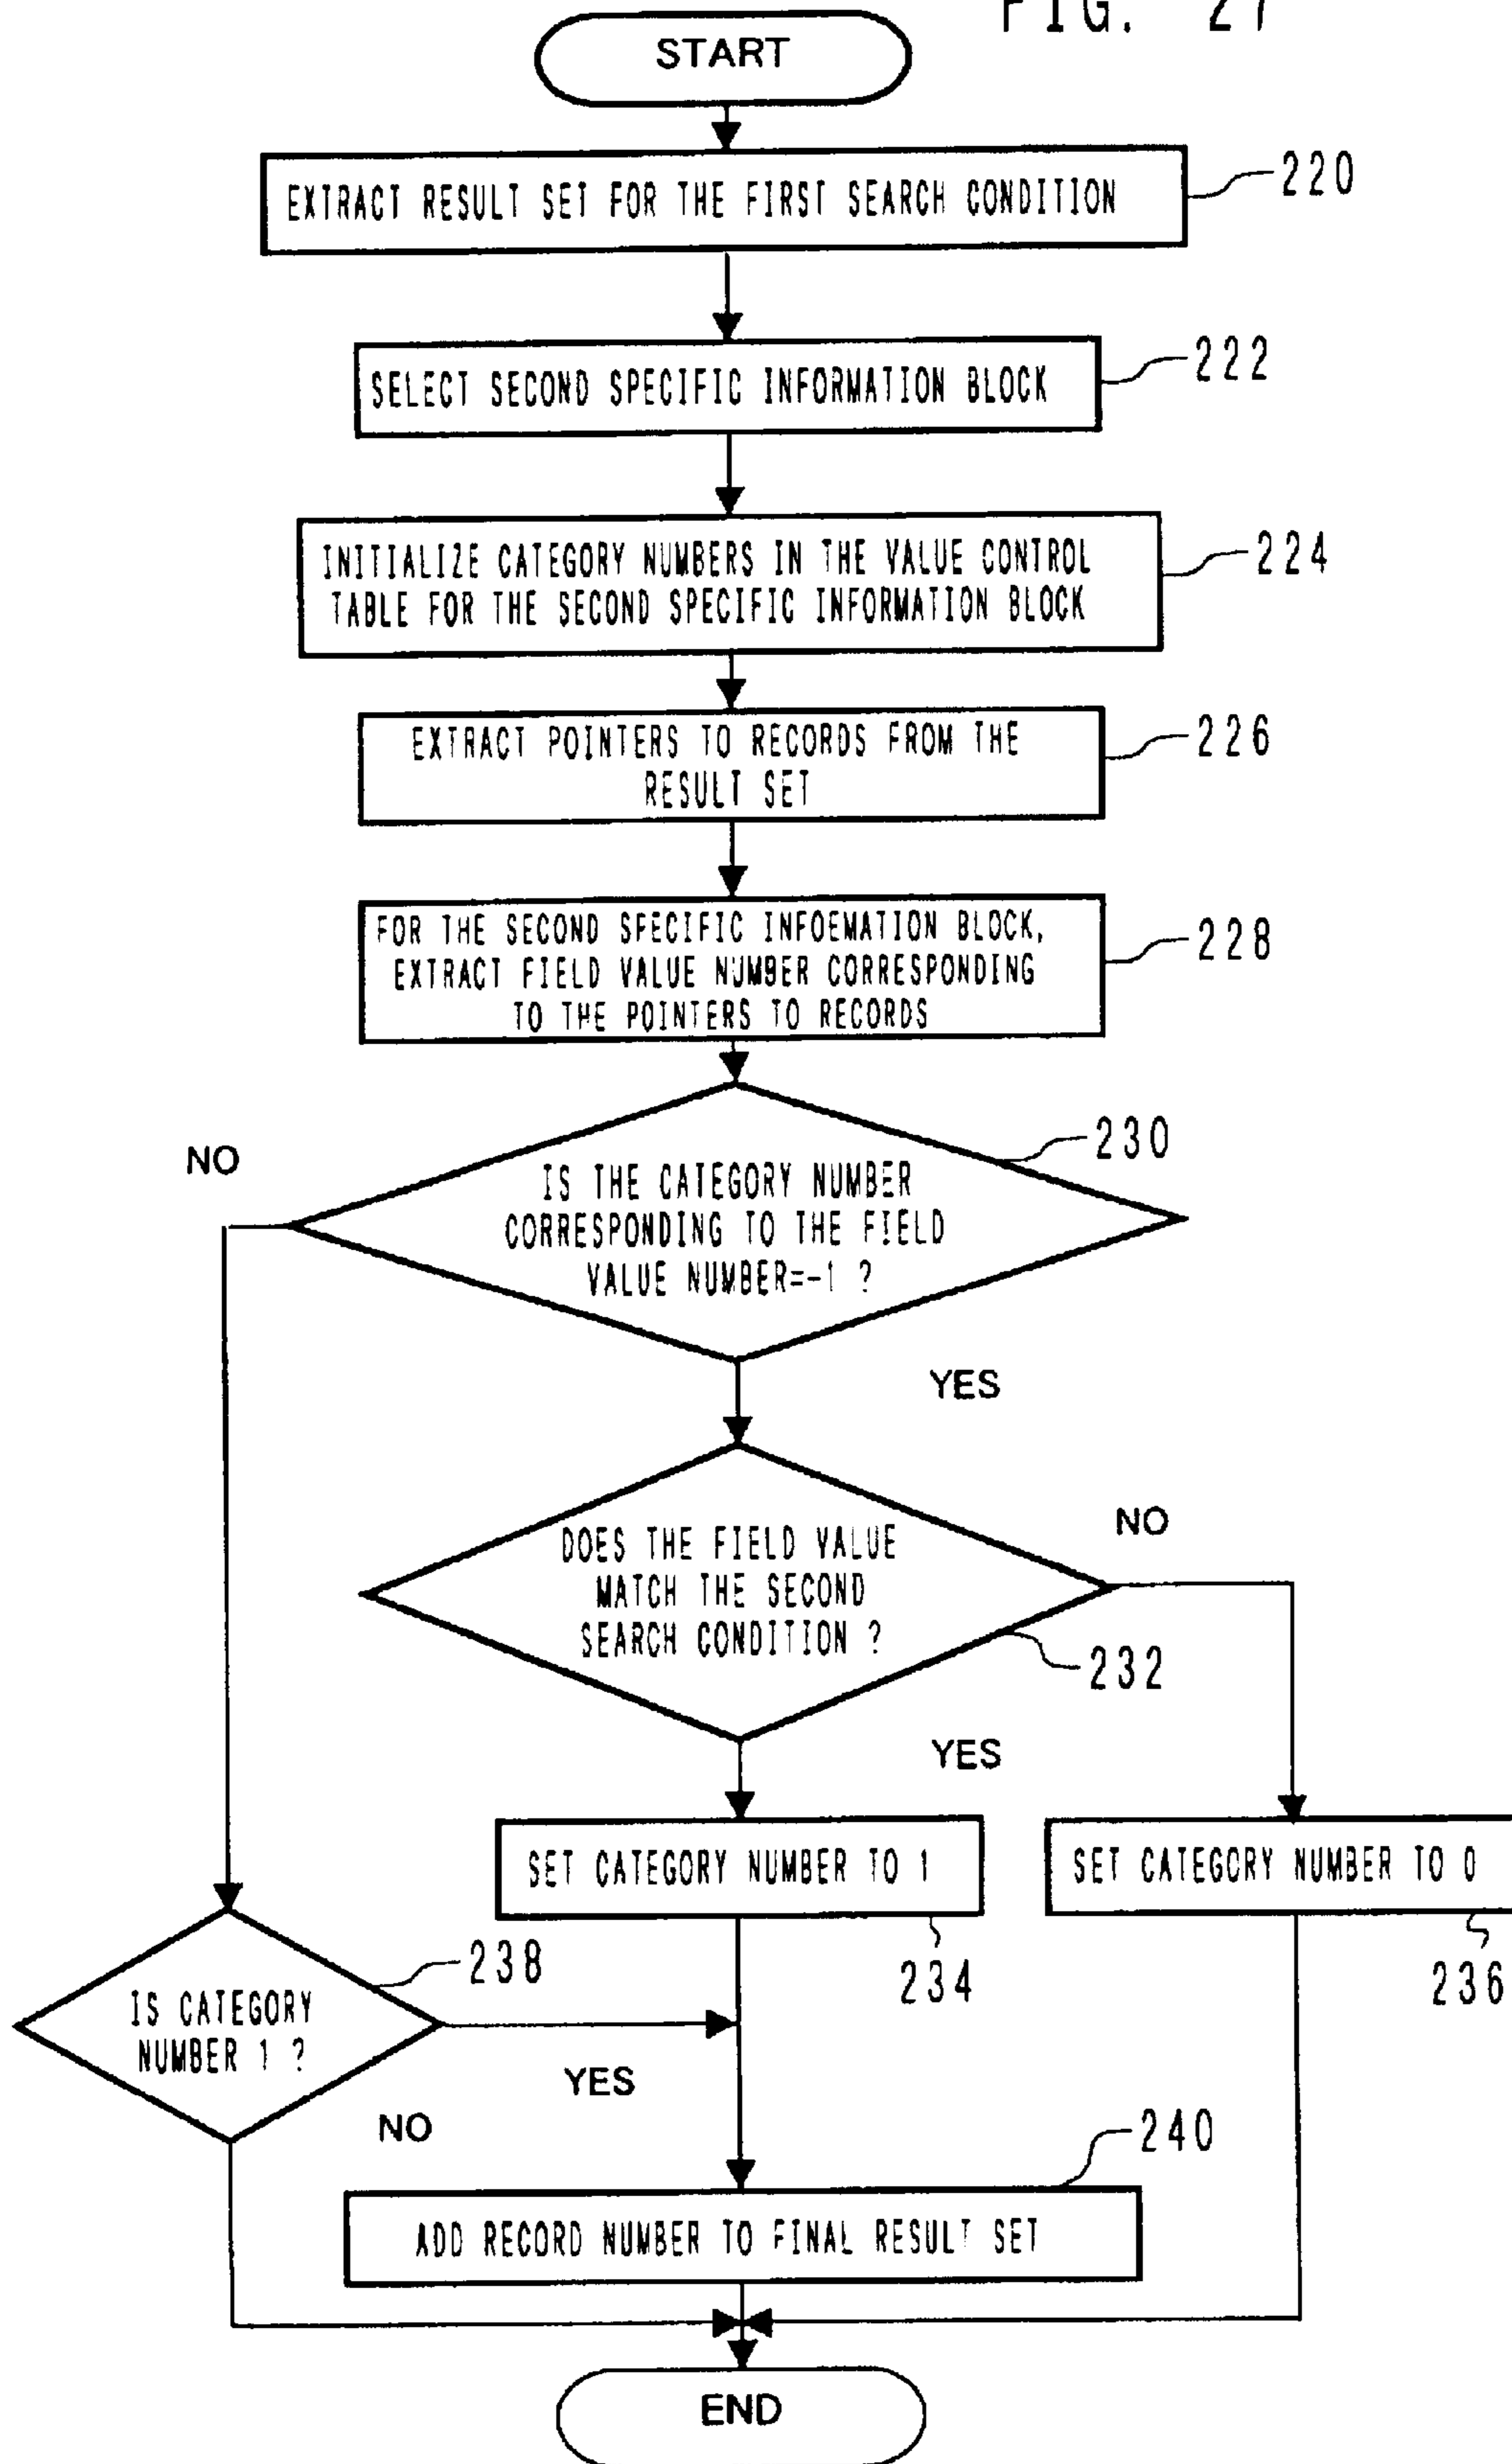 FIG. 27
START
EXTRACT RESULT SET FOR THE FIRST SEARCH CONDITION
220
SELECT SECOND SPECIFIC INFORMATION BLOCK
222
INITIALIZE CATEGORY NUMBERS IN THE VALUE CONTROL
TABLE FOR THE SECOND SPECIFIC INFORMATION BLOCK
224
EXTRACT POINTERS TO RECORDS FROM THE
RESULT SET
226
FOR THE SECOND SPECIFIC INFOEMATION BLOCK,
EXTRACT FIELD VALUE NUMBER CORRESPONDING
TO THE POINTERS TO RECORDS
228
NO
230
IS THE CATEGORY NUMBER
CORRESPONDING TO THE FIELD
VALUE NUMBER=-1 ?
YES
NO
DOES THE FIELD VALUE
MATCH THE SECOND
SEARCH CONDITION ?
232
YES
SET CATEGORY NUMBER TO 1
SET CATEGORY NUMBER TO 0
234
236
238
IS CATEGORY
NUMBER 1 ?
YES
NO
240
ADD RECORD NUMBER TO FINAL RESULT SET
END